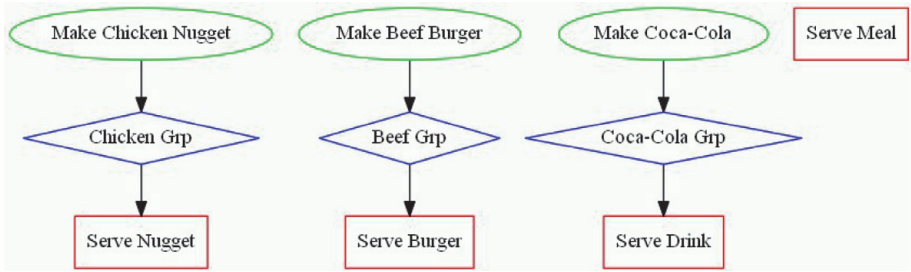 Make Chicken Nugget
Make Beef Burger
Make Coca-Cola
Serve Meal
Chicken Grp
Beef Grp
Coca-Cola Grp
Serve Nugget
Serve Burger
Serve Drink